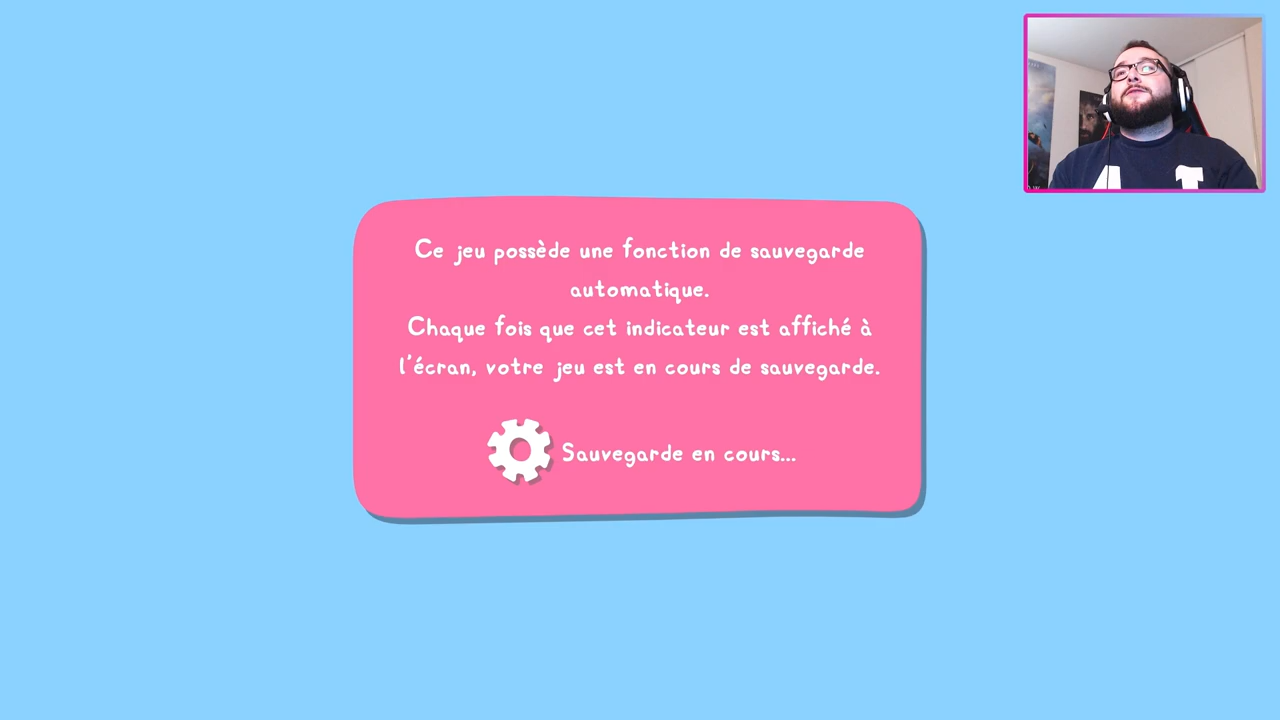 Ce jeu possède une fonction de sauvegarde
automatique.
Chaque fois que cet indicateur est affiché à
l'écran, votre jeu est en cours de sauvegarde.
Sauvegarde en cours...